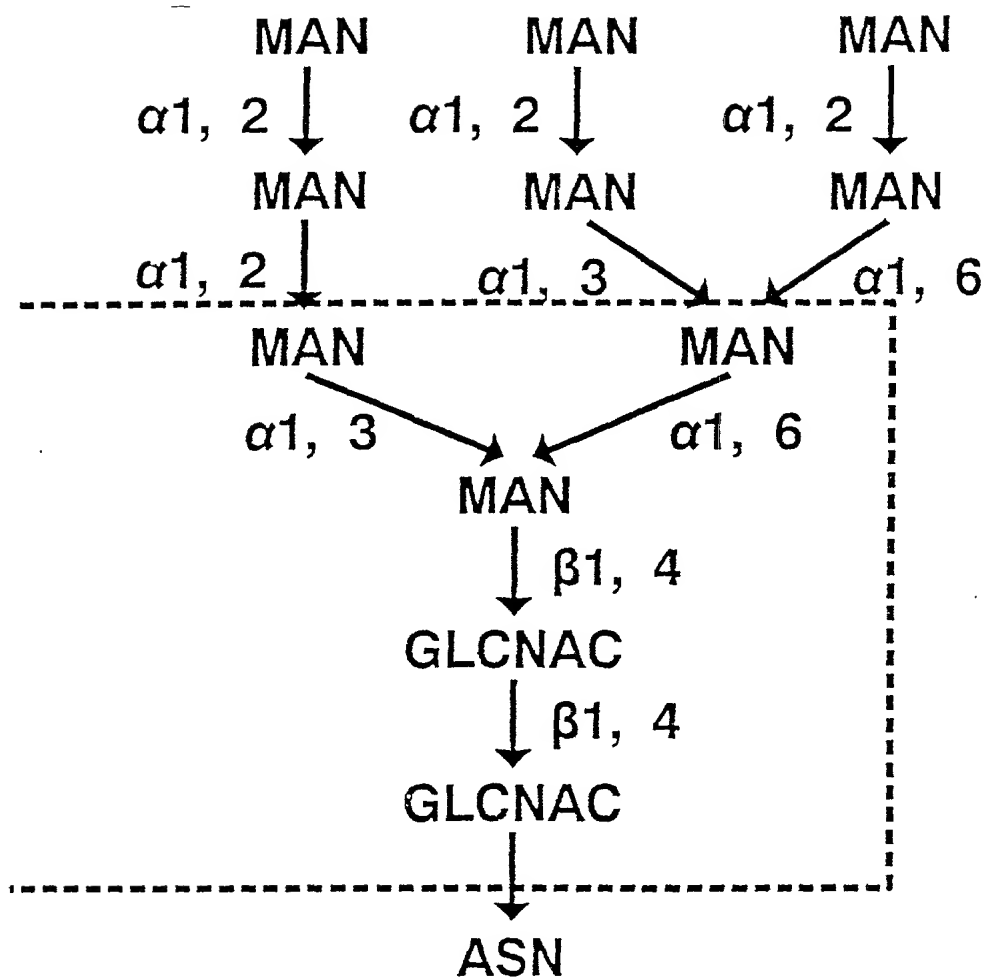 MAN MAN MAN
α1, 2 α1, 2 α1, 2
MAN MAN MAN
α1, 2 α1, 3 α1, 6
MAN MAN
α1, 3 α1, 6
MAN
β1, 4
GLCNAC
β1, 4
GLCNAC
ASN